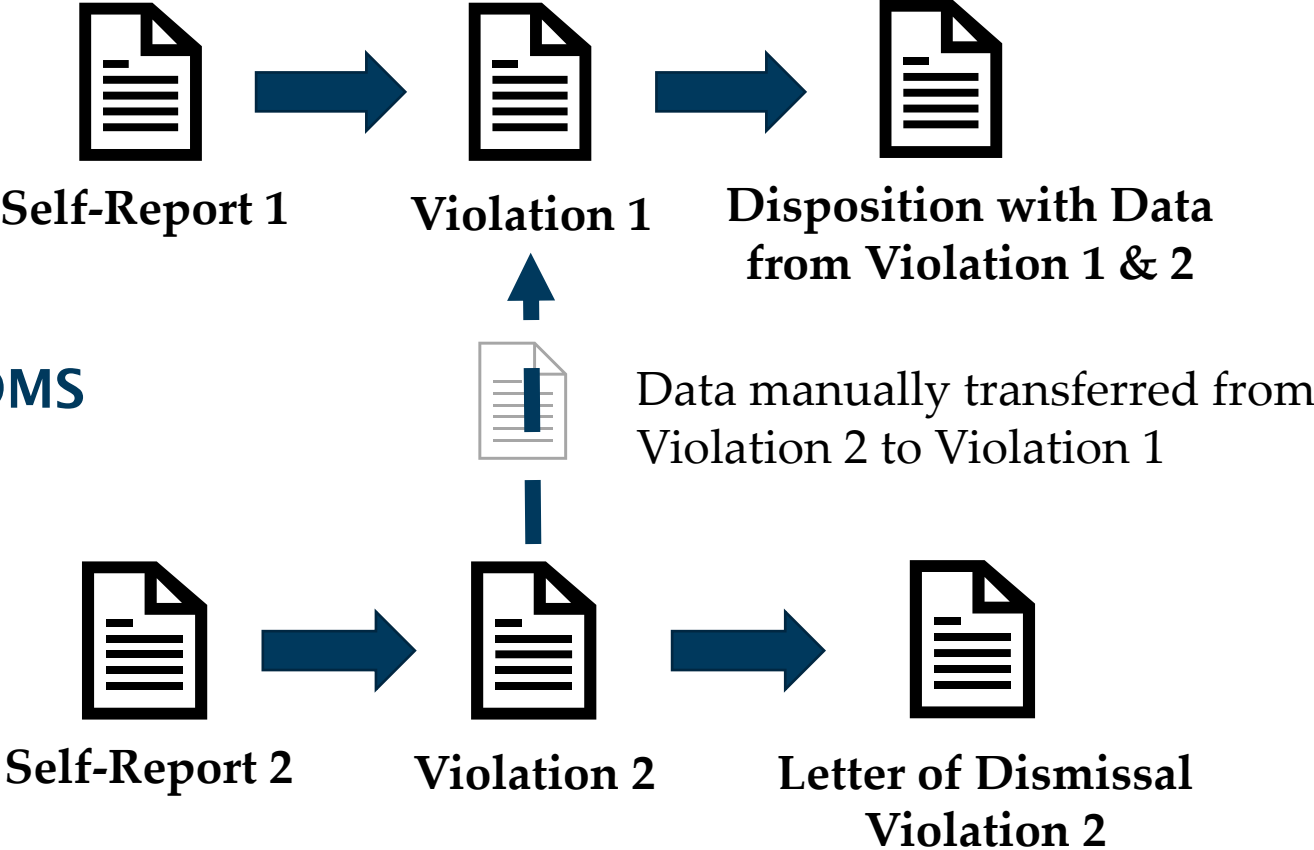 Self-Report 1
Violation 1
Disposition with Data
from Violation 1 & 2
MS
Data manually transferred from
Violation 2 to Violation 1
Self-Report 2
Violation 2
Letter of Dismissal
Violation 2